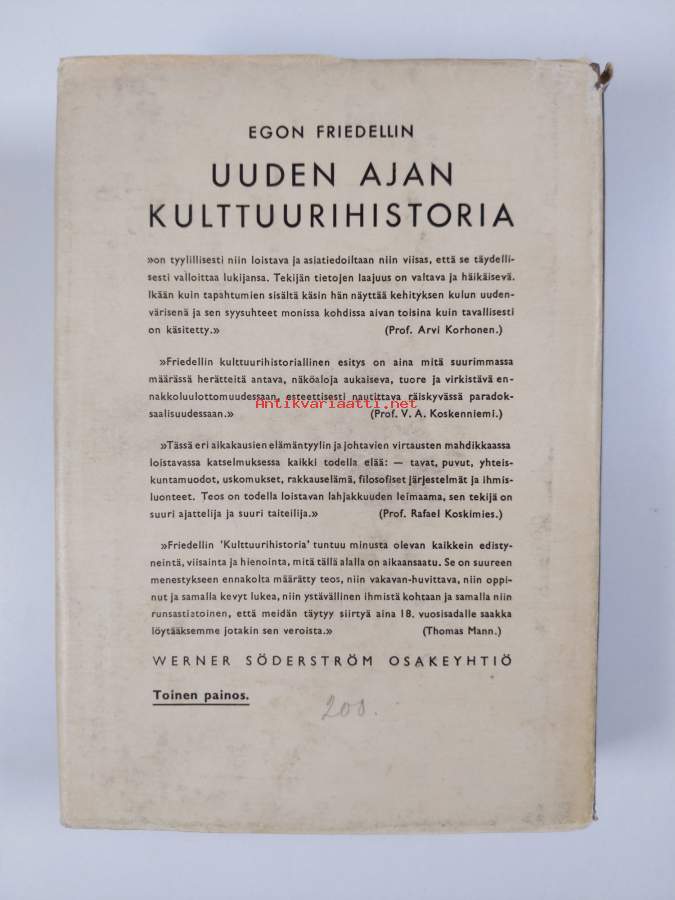 EGON FRIEDELLIN
UUDEN AJAN
KULTTUURIHISTORIA
»on tyylillisesti niin loistava ja asiatiedoiltaan niin viisas, että se täydelli-
sesti valloittaa lukijansa. Tekijän tietojen laajuus on valtava ja häikäisevä.
Ikään kuin tapahtumien sisältä käsin hän näyttää kehityksen kulun uuden-
värisenä ja sen syysuhteet monissa kohdissa aivan toisina kuin tavallisesti
on käsitetty.» (Prof. Arvi Korhonen.)
»Friedellin kulttuurihistoriallinen esitys on aina mitä suurimmassa
määrässä herätteitä antava, näköaloja aukaiseva, tuore ja virkistävä en-
nakkoluulottomuudessaan, esteettisesti nautittava räiskyvässä paradok-
saalisuudessaan.» (Prof. V. A. Koskenniemi.)
Antikvariaatti.net
»Tässä eri aikakausien elämäntyylin ja johtavien virtausten mahdikkaassa
loistavassa katselmuksessa kaikki todella elää: — tavat, puvut, yhteis-
kuntamuodot, uskomukset, rakkauselämä, filosofiset järjestelmät ja ihmis-
luonteet. Teos on todella loistavan lahjakkuuden leimaama, sen tekijä on
suuri ajattelija ja suuri taiteilija.» (Prof. Rafael Koskimies.)
»Friedellin 'Kulttuurihistoria' tuntuu minusta olevan kaikkein edisty-
neintä, viisainta ja hienointa, mitä tällä alalla on aikaansaatu. Se on suureen
menestykseen ennakolta määrätty teos, niin vakavan-huvittava, niin oppi-
nut ja samalla kevyt lukea, niin ystävällinen ihmistä kohtaan ja samalla niin
runsastiatoinen, että meidän täytyy siirtyä aina 18. vuosisadalle saakka
löytääksemme jotakin sen veroista.» (Thomas Mann.)
WERNER SÖDERSTRÖM OSAKEYHTIÖ
Toinen painos.
200.